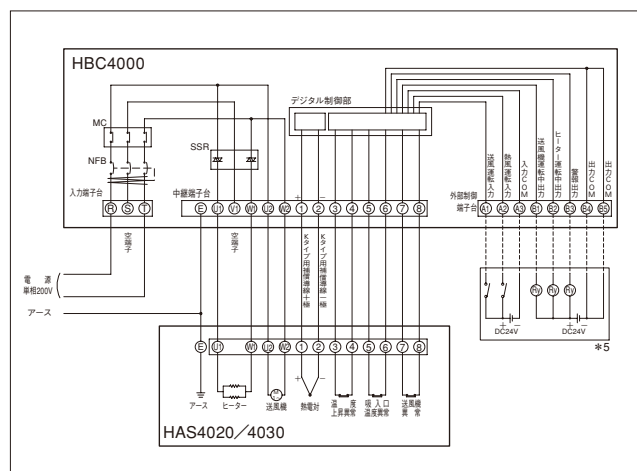 HBC4000
デジタル制御部
MC
NFB
SSR
入力端子台
中継端子台
外部制御
端子台
送風運転入力
熱風運転入力
入力COM
送風機運転中出力
ヒーター運転中出力
警報出力
出力COM
出力COM
R S T
E U1 V1 W1 U2 W2 1 2 3 4 5 6 7 8
A1 A2 A3 B1 B2 B3 B4 B5
空端子
空端子
+ −
Kタイプ用補償導線+極
Kタイプ用補償導線−極
電源
単相200V
アース
Ry Ry Ry
+ −
DC24V
+ −
DC24V
*5
E U1 W1 U2 W2 1 2 3 4 5 6 7 8
+ −
アース
ヒーター
送風機
熱電対
温度
上昇異常
吸入口
温度異常
送風機
異常
HAS4020/4030